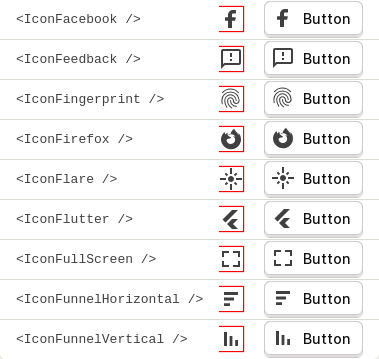 <IconFacebook /> Button
<IconFeedback /> Button
<IconFingerprint /> Button
<IconFirefox /> Button
<IconFlare /> Button
<IconFlutter /> Button
<IconFullScreen /> Button
<IconFunnelHorizontal /> Button
<IconFunnelVertical /> Button